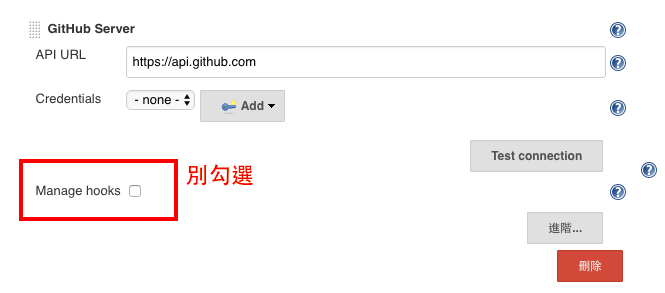 GitHub Server
API URL
https://api.github.com
Credentials
- none -
Add
Test connection
Manage hooks
別勾選
進階...
刪除